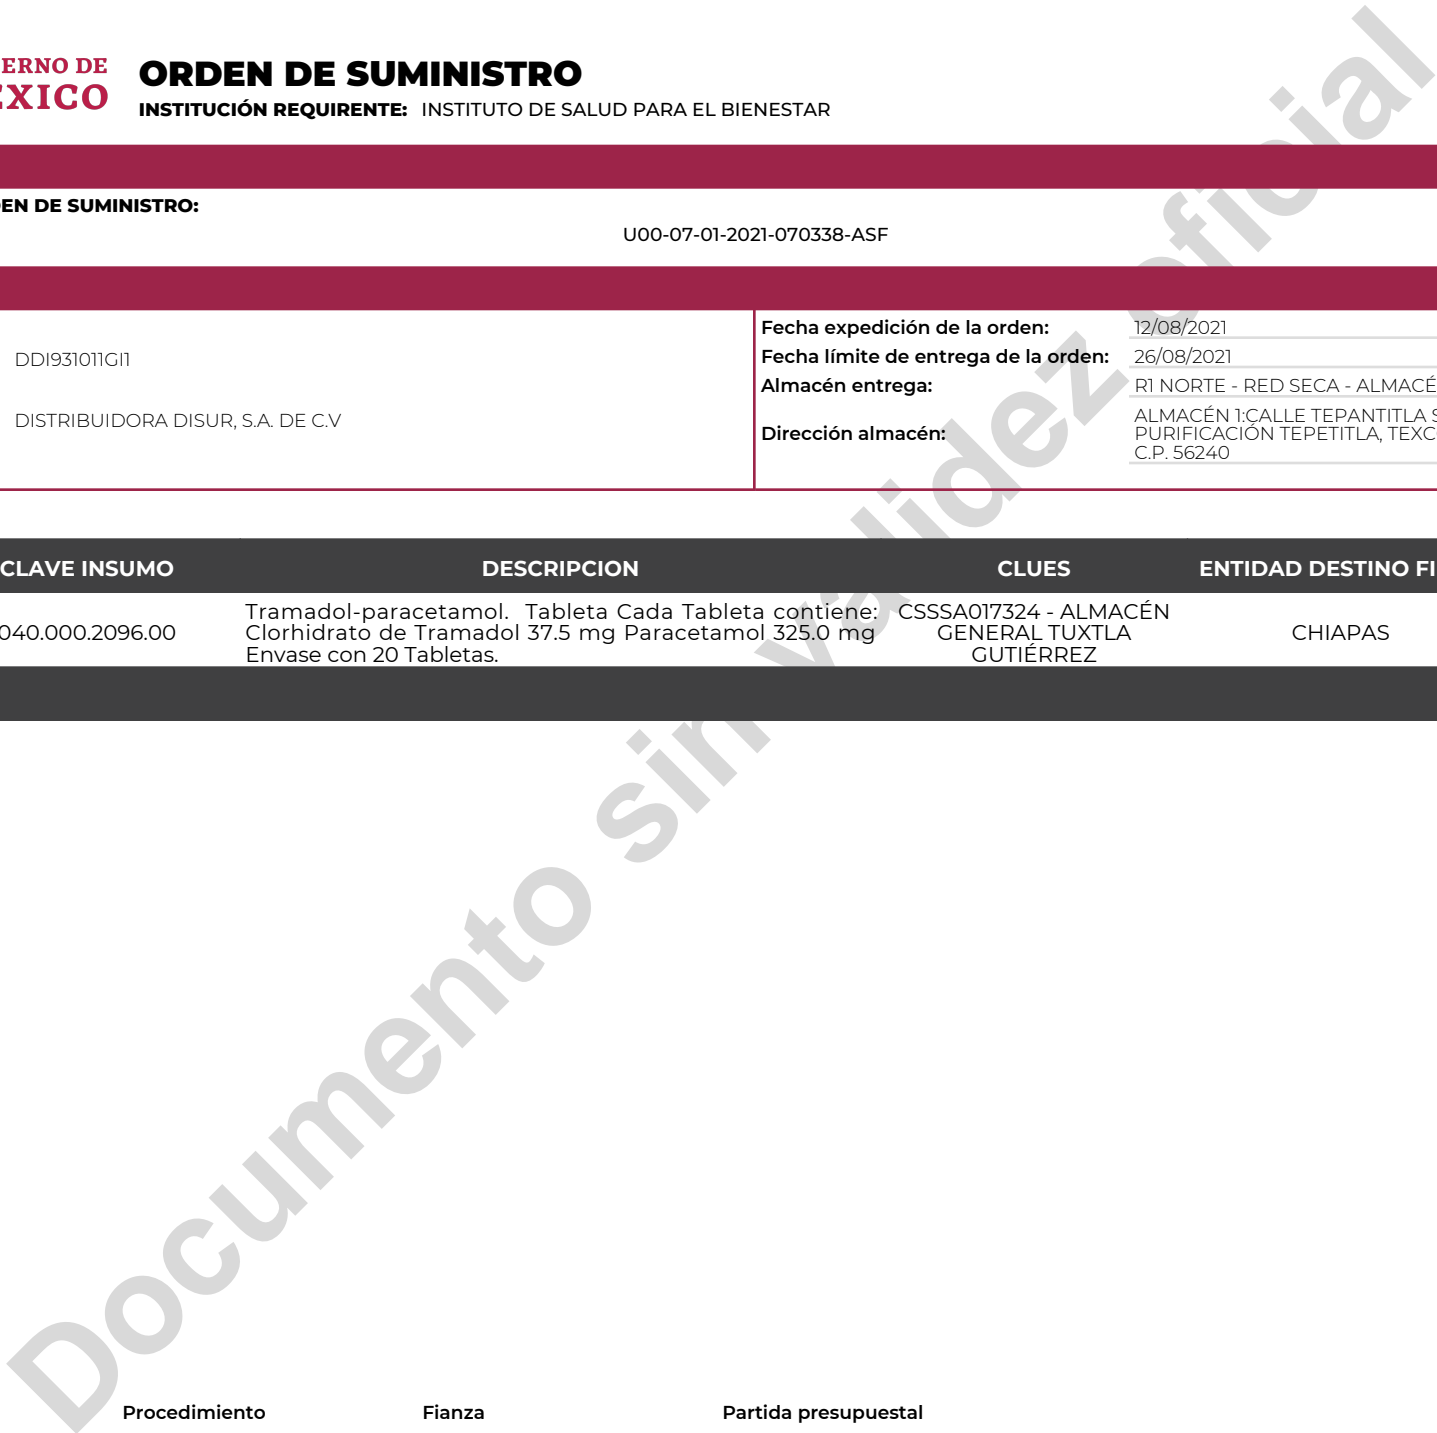 ERNO DE
EXICO
ORDEN DE SUMINISTRO
INSTITUCIÓN REQUIRENTE: INSTITUTO DE SALUD PARA EL BIENESTAR
EN DE SUMINISTRO:
U00-07-01-2021-070338-ASF
DDI931011GI1
DISTRIBUIDORA DISUR, S.A. DE C.V
Fecha expedición de la orden: 12/08/2021
Fecha límite de entrega de la orden: 26/08/2021
Almacén entrega: R1 NORTE - RED SECA - ALMACÉ
Dirección almacén:
ALMACÉN 1:CALLE TEPANTITLA S
PURIFICACIÓN TEPETITLA, TEXC
C.P. 56240
CLAVE INSUMO DESCRIPCION CLUES ENTIDAD DESTINO FI
040.000.2096.00
Tramadol-paracetamol. Tableta Cada Tableta contiene:
Clorhidrato de Tramadol 37.5 mg Paracetamol 325.0 mg
Envase con 20 Tabletas.
CSSSA017324 - ALMACÉN
GENERAL TUXTLA
GUTIÉRREZ
CHIAPAS
Documento sin validez oficial
Procedimiento Fianza Partida presupuestal